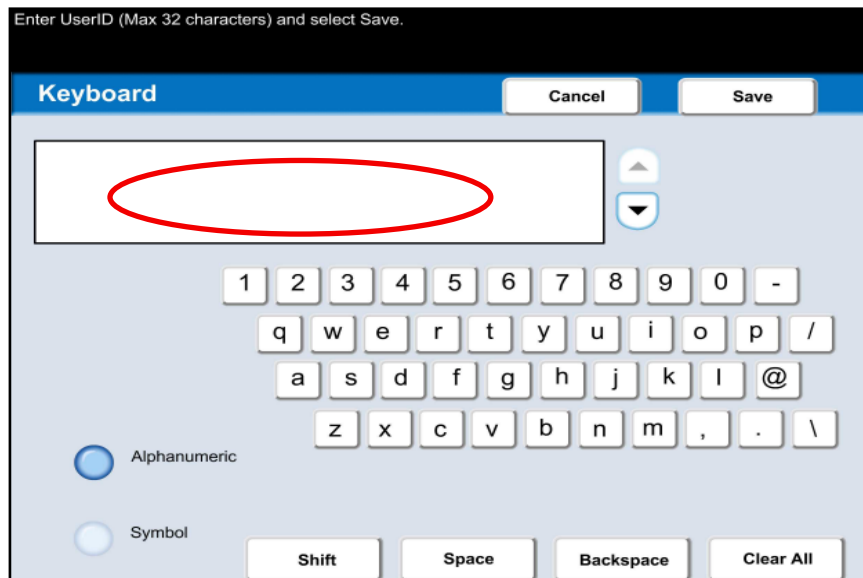 Enter UserID (Max 32 characters) and select Save.
Keyboard Cancel Save
1 2 3 4 5 6 7 8 9 0 -
q w e r t y u i o p /
a s d f g h j k l @
z x c v b n m , . \
Alphanumeric
Symbol
Shift Space Backspace Clear All